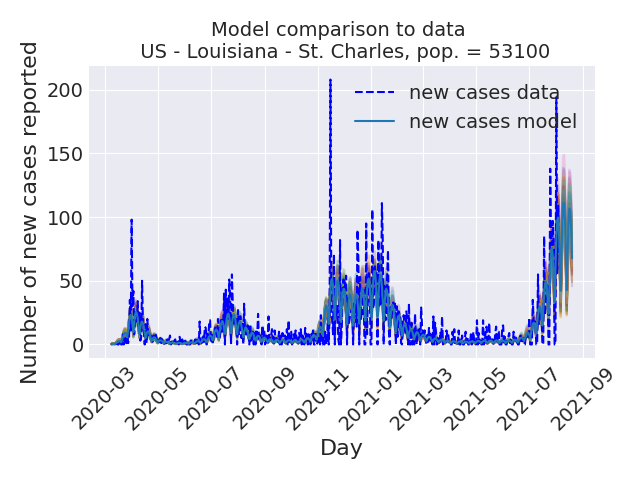 Model comparison to data
US - Louisiana - St. Charles, pop. = 53100
Number of new cases reported
200
150
100
50
0
new cases data
new cases model
2020-03
2020-05
2020-07
2020-09
2020-11
2021-01
2021-03
2021-05
2021-07
2021-09
Day